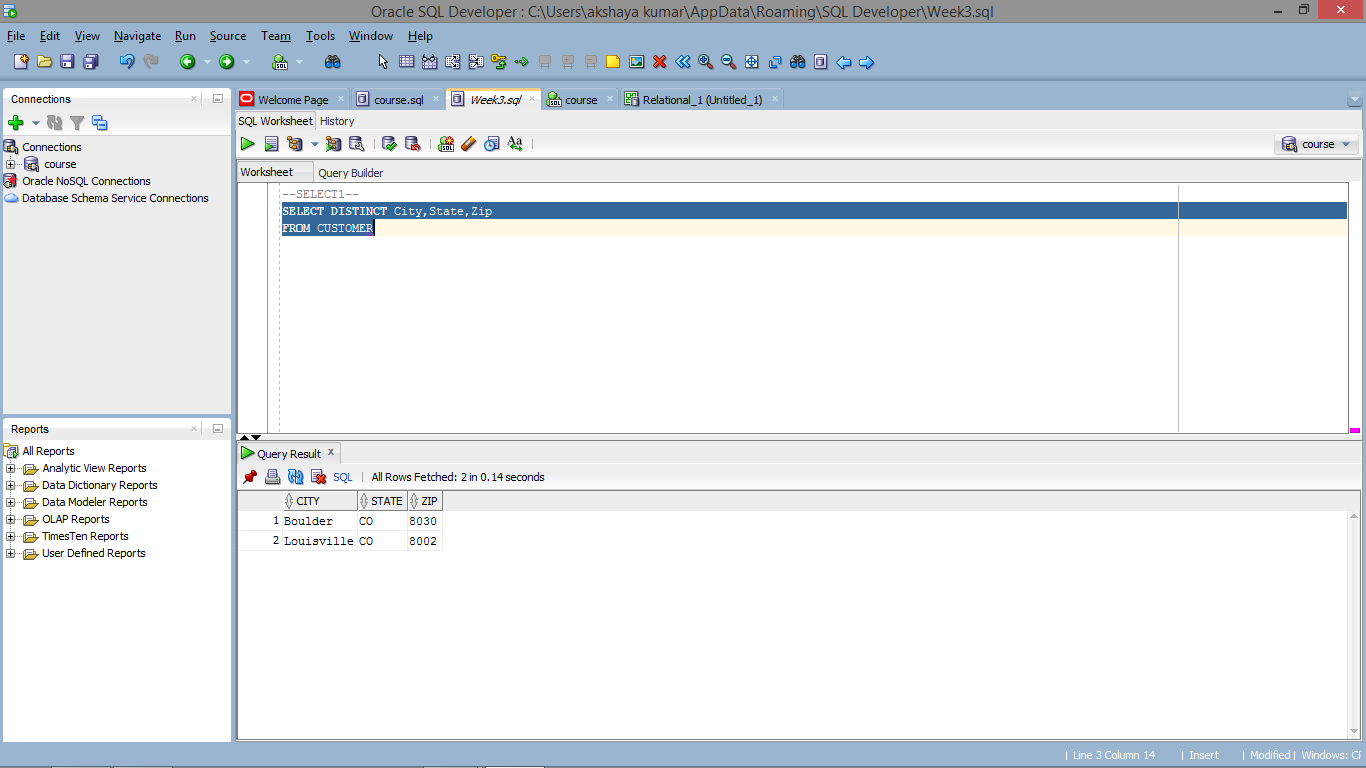 Oracle SQL Developer : C:\Users\akshaya kumar\AppData\Roaming\SQL Developer\Week3.sql
File Edit View Navigate Run Source Team Tools Window Help
Connections
Connections
course
Oracle NoSQL Connections
Database Schema Service Connections
Reports
All Reports
Analytic View Reports
Data Dictionary Reports
Data Modeler Reports
OLAP Reports
TimesTen Reports
User Defined Reports
Welcome Page course.sql Week3.sql course Relational_1 (Untitled_1)
SQL Worksheet History
course
Worksheet Query Builder
--SELECT1--
SELECT DISTINCT City,State,Zip
FROM CUSTOMER
Query Result
SQL | All Rows Fetched: 2 in 0.14 seconds
CITY STATE ZIP
1 Boulder CO 8030
2 Louisville CO 8002
| Line 3 Column 14 | Insert | Modified | Windows: CF